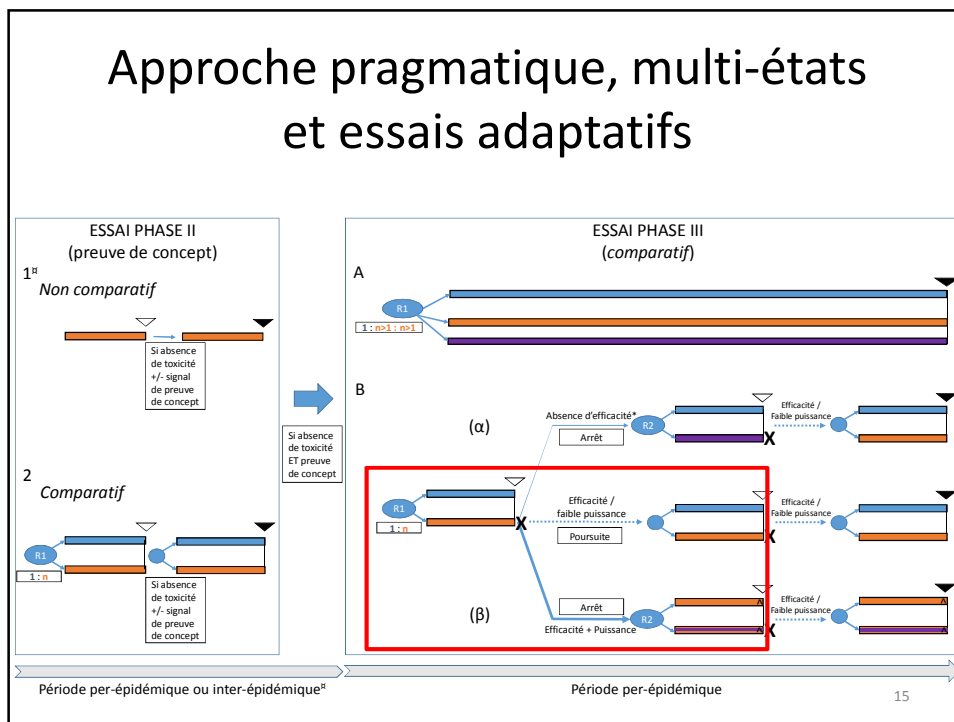 Approche pragmatique, multi-états
et essais adaptatifs
ESSAI PHASE II
(preuve de concept)
1¤
Non comparatif
Si absence
de toxicité
+/- signal
de preuve
de concept
2
Comparatif
R1
1 : n
Si absence
de toxicité
+/- signal
de preuve
de concept
Si absence
de toxicité
ET preuve
de concept
ESSAI PHASE III
(comparatif)
A
R1
1 : n>1 : n>1
B
(α)
Absence d'efficacité*
Arrêt
R2
X
Efficacité /
Faible puissance
R1
1 : n
X
Efficacité /
faible puissance
Poursuite
X
Efficacité /
Faible puissance
(β)
Arrêt
Efficacité + Puissance
R2
^
^
X
Efficacité /
Faible puissance
^
^
Période per-épidémique ou inter-épidémique¤
Période per-épidémique
15